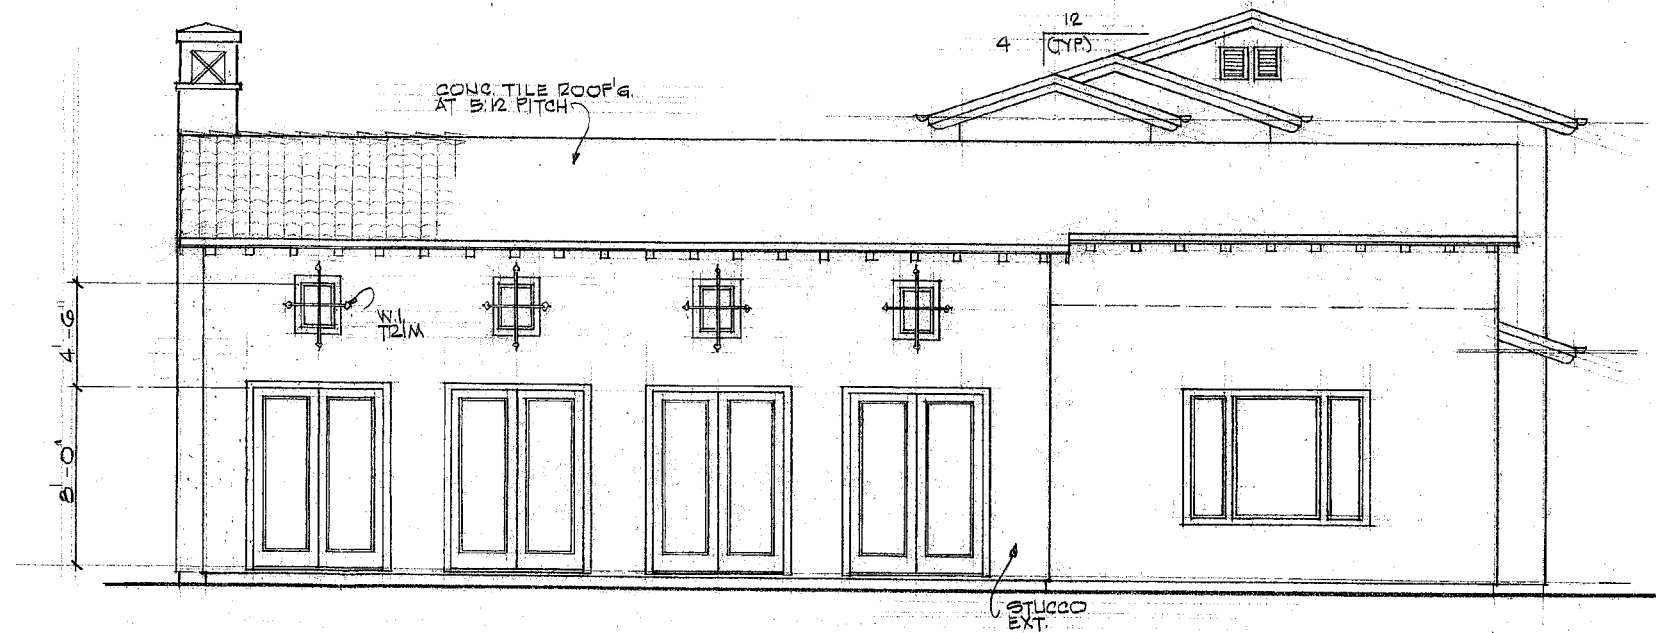 12
4 (TYP.)
CONC. TILE ROOF'G.
AT 5:12 PITCH
W.I.
TRIM
4'-6"
8'-0"
STUCCO
EXT.